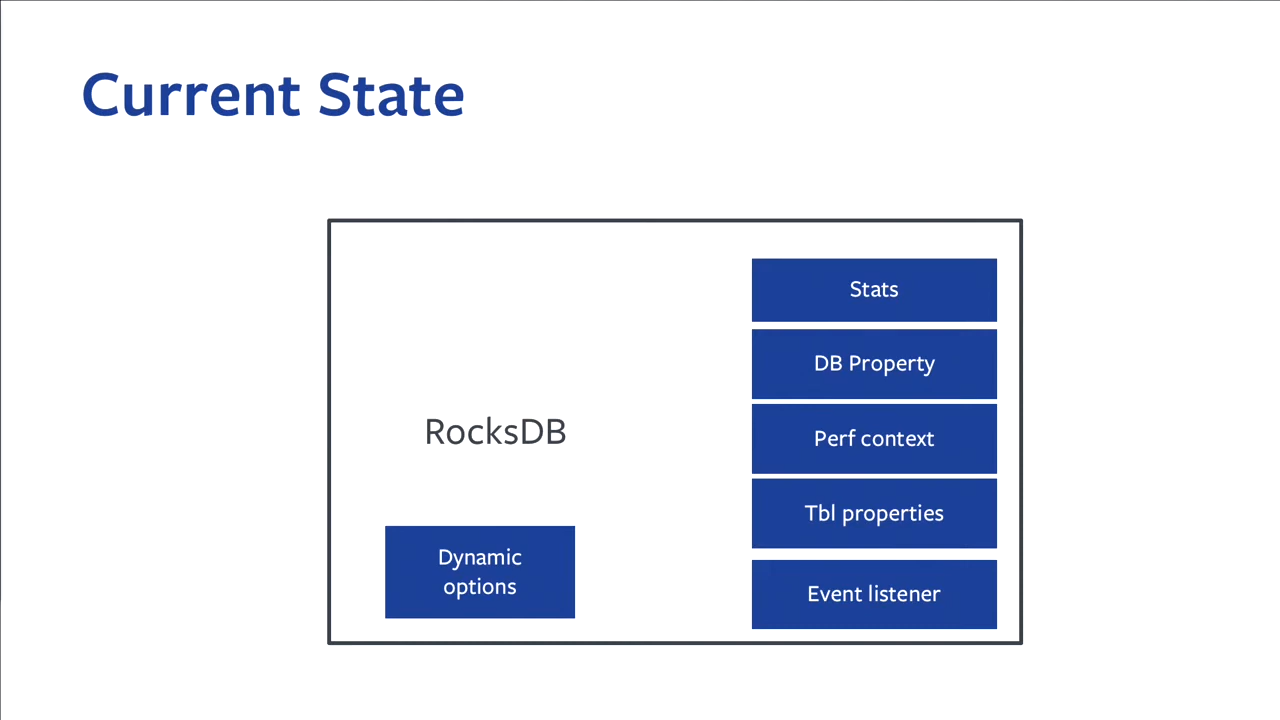 Current State
Stats
DB Property
RocksDB
Perf context
Tbl properties
Dynamic
options
Event listener